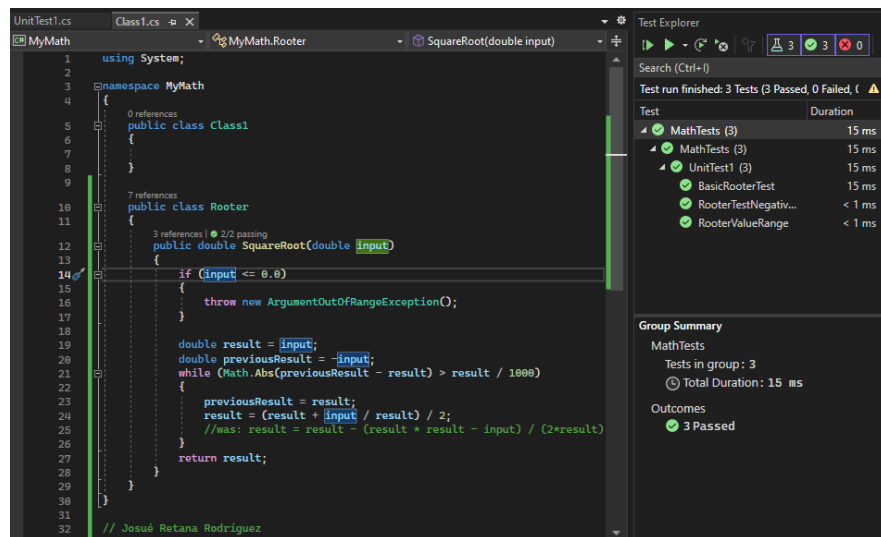 UnitTest1.cs
Class1.cs
MyMath
MyMath.Rooter
SquareRoot(double input)
1 using System;
2
3 namespace MyMath
4 {
0 references
5 public class Class1
6 {
7
8 }
9
7 references
10 public class Rooter
11 {
3 references | 2/2 passing
12 public double SquareRoot(double input)
13 {
14 if (input <= 0.0)
15 {
16 throw new ArgumentOutOfRangeException();
17 }
18
19 double result = input;
20 double previousResult = -input;
21 while (Math.Abs(previousResult - result) > result / 1000)
22 {
23 previousResult = result;
24 result = (result + input / result) / 2;
25 //was: result = result - (result * result - input) / (2*result)
26 }
27 return result;
28 }
29 }
30 }
31
32 // Josué Retana Rodríguez
Test Explorer
3 3 0
Search (Ctrl+I)
Test run finished: 3 Tests (3 Passed, 0 Failed, (
Test Duration
MathTests (3) 15 ms
MathTests (3) 15 ms
UnitTest1 (3) 15 ms
BasicRooterTest 15 ms
RooterTestNegativ... < 1 ms
RooterValueRange < 1 ms
Group Summary
MathTests
Tests in group: 3
Total Duration: 15 ms
Outcomes
3 Passed